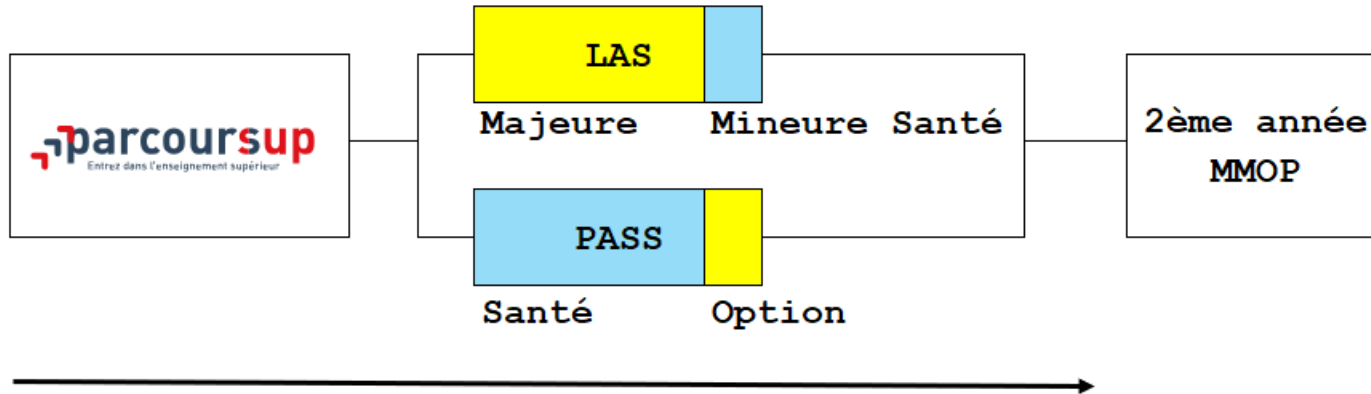 LAS
Majeure Mineure Santé
parcoursup
Entrez dans l'enseignement supérieur
2ème année
MMOP
PASS
Santé Option